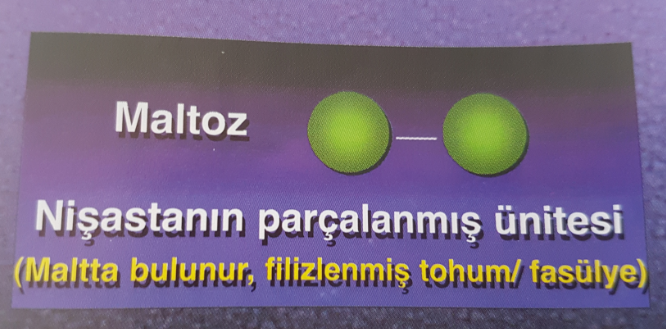 Maltoz
Nişastanın parçalanmış ünitesi
(Maltta bulunur, filizlenmiş tohum/ fasülye)